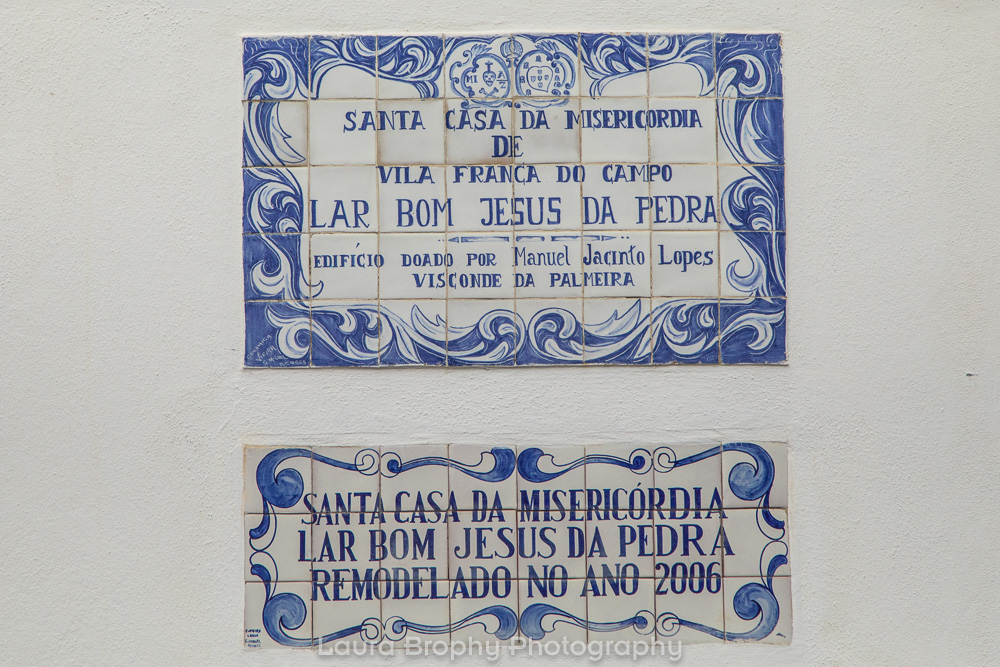 SANTA CASA DA MISERICORDIA
DE
VILA FRANCA DO CAMPO
LAR BOM JESUS DA PEDRA
EDIFÍCIO DOADO POR Manuel Jacinto Lopes
VISCONDE DA PALMEIRA
SANTA CASA DA MISERICÓRDIA
LAR BOM JESUS DA PEDRA
REMODELADO NO ANO 2006
Laura Brophy Photography